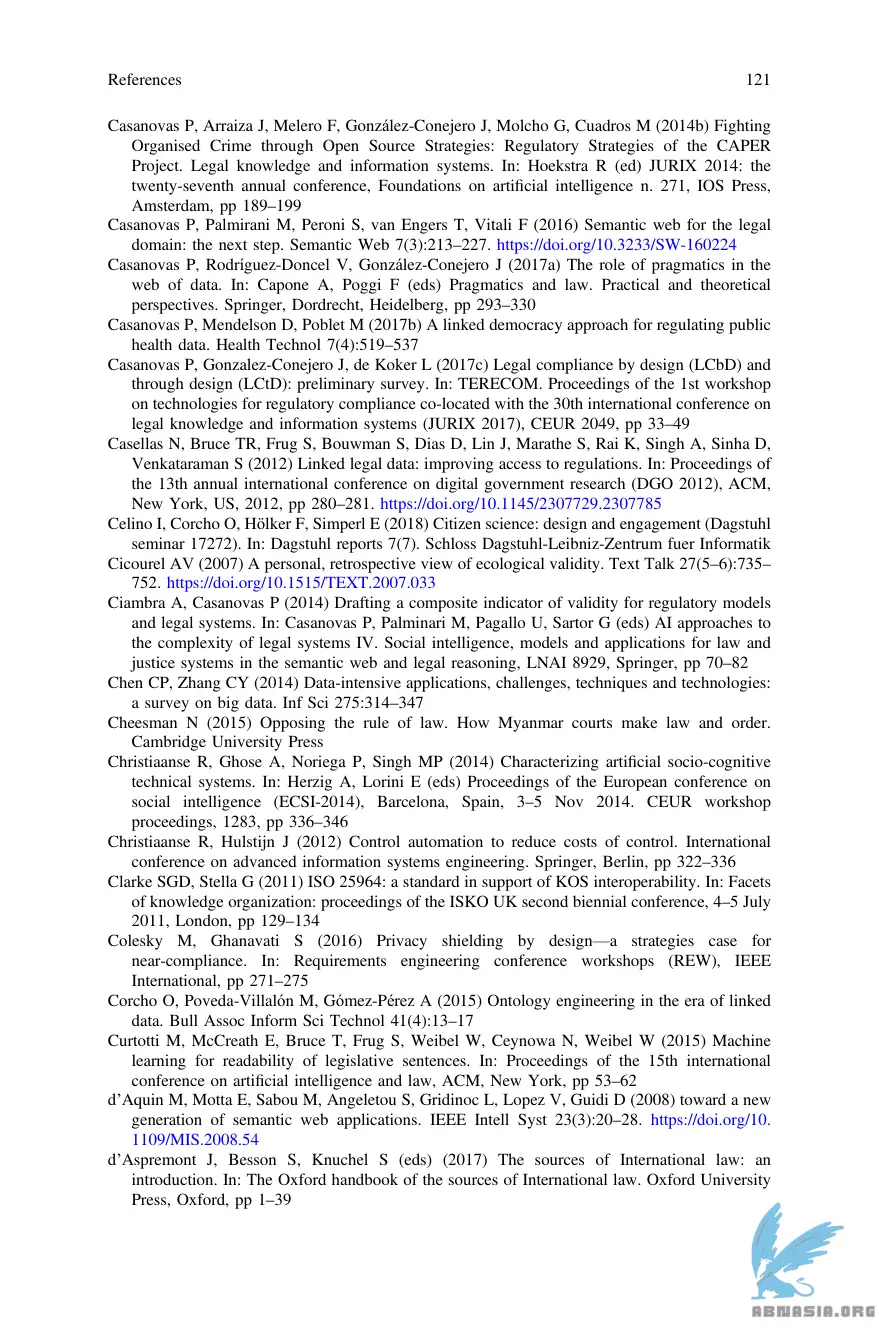 References 121
Casanovas P, Arraiza J, Melero F, González-Conejero J, Molcho G, Cuadros M (2014b) Fighting
Organised Crime through Open Source Strategies: Regulatory Strategies of the CAPER
Project. Legal knowledge and information systems. In: Hoekstra R (ed) JURIX 2014: the
twenty-seventh annual conference, Foundations on artificial intelligence n. 271, IOS Press,
Amsterdam, pp 189–199
Casanovas P, Palmirani M, Peroni S, van Engers T, Vitali F (2016) Semantic web for the legal
domain: the next step. Semantic Web 7(3):213–227. https://doi.org/10.3233/SW-160224
Casanovas P, Rodríguez-Doncel V, González-Conejero J (2017a) The role of pragmatics in the
web of data. In: Capone A, Poggi F (eds) Pragmatics and law. Practical and theoretical
perspectives. Springer, Dordrecht, Heidelberg, pp 293–330
Casanovas P, Mendelson D, Poblet M (2017b) A linked democracy approach for regulating public
health data. Health Technol 7(4):519–537
Casanovas P, Gonzalez-Conejero J, de Koker L (2017c) Legal compliance by design (LCbD) and
through design (LCtD): preliminary survey. In: TERECOM. Proceedings of the 1st workshop
on technologies for regulatory compliance co-located with the 30th international conference on
legal knowledge and information systems (JURIX 2017), CEUR 2049, pp 33–49
Casellas N, Bruce TR, Frug S, Bouwman S, Dias D, Lin J, Marathe S, Rai K, Singh A, Sinha D,
Venkataraman S (2012) Linked legal data: improving access to regulations. In: Proceedings of
the 13th annual international conference on digital government research (DGO 2012), ACM,
New York, US, 2012, pp 280–281. https://doi.org/10.1145/2307729.2307785
Celino I, Corcho O, Hölker F, Simperl E (2018) Citizen science: design and engagement (Dagstuhl
seminar 17272). In: Dagstuhl reports 7(7). Schloss Dagstuhl-Leibniz-Zentrum fuer Informatik
Cicourel AV (2007) A personal, retrospective view of ecological validity. Text Talk 27(5–6):735–
752. https://doi.org/10.1515/TEXT.2007.033
Ciambra A, Casanovas P (2014) Drafting a composite indicator of validity for regulatory models
and legal systems. In: Casanovas P, Palminari M, Pagallo U, Sartor G (eds) AI approaches to
the complexity of legal systems IV. Social intelligence, models and applications for law and
justice systems in the semantic web and legal reasoning, LNAI 8929, Springer, pp 70–82
Chen CP, Zhang CY (2014) Data-intensive applications, challenges, techniques and technologies:
a survey on big data. Inf Sci 275:314–347
Cheesman N (2015) Opposing the rule of law. How Myanmar courts make law and order.
Cambridge University Press
Christiaanse R, Ghose A, Noriega P, Singh MP (2014) Characterizing artificial socio-cognitive
technical systems. In: Herzig A, Lorini E (eds) Proceedings of the European conference on
social intelligence (ECSI-2014), Barcelona, Spain, 3–5 Nov 2014. CEUR workshop
proceedings, 1283, pp 336–346
Christiaanse R, Hulstijn J (2012) Control automation to reduce costs of control. International
conference on advanced information systems engineering. Springer, Berlin, pp 322–336
Clarke SGD, Stella G (2011) ISO 25964: a standard in support of KOS interoperability. In: Facets
of knowledge organization: proceedings of the ISKO UK second biennial conference, 4–5 July
2011, London, pp 129–134
Colesky M, Ghanavati S (2016) Privacy shielding by design—a strategies case for
near-compliance. In: Requirements engineering conference workshops (REW), IEEE
International, pp 271–275
Corcho O, Poveda-Villalón M, Gómez-Pérez A (2015) Ontology engineering in the era of linked
data. Bull Assoc Inform Sci Technol 41(4):13–17
Curtotti M, McCreath E, Bruce T, Frug S, Weibel W, Ceynowa N, Weibel W (2015) Machine
learning for readability of legislative sentences. In: Proceedings of the 15th international
conference on artificial intelligence and law, ACM, New York, pp 53–62
d’Aquin M, Motta E, Sabou M, Angeletou S, Gridinoc L, Lopez V, Guidi D (2008) toward a new
generation of semantic web applications. IEEE Intell Syst 23(3):20–28. https://doi.org/10.
1109/MIS.2008.54
d’Aspremont J, Besson S, Knuchel S (eds) (2017) The sources of International law: an
introduction. In: The Oxford handbook of the sources of International law. Oxford University
Press, Oxford, pp 1–39
ABNASIA.ORG